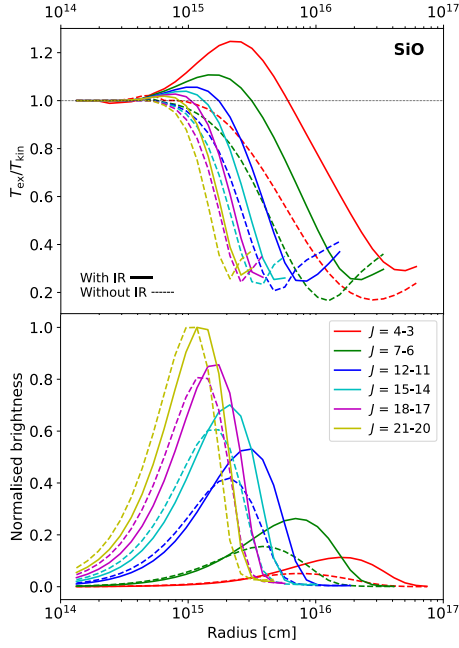 SiO
1.2
1.0
0.8
0.6
0.4
0.2
T_ex/T_kin
With IR
Without IR
10^14 10^15 10^16 10^17
1.0
0.8
0.6
0.4
0.2
0.0
Normalised brightness
J = 4-3
J = 7-6
J = 12-11
J = 15-14
J = 18-17
J = 21-20
10^14 10^15 10^16 10^17
Radius [cm]